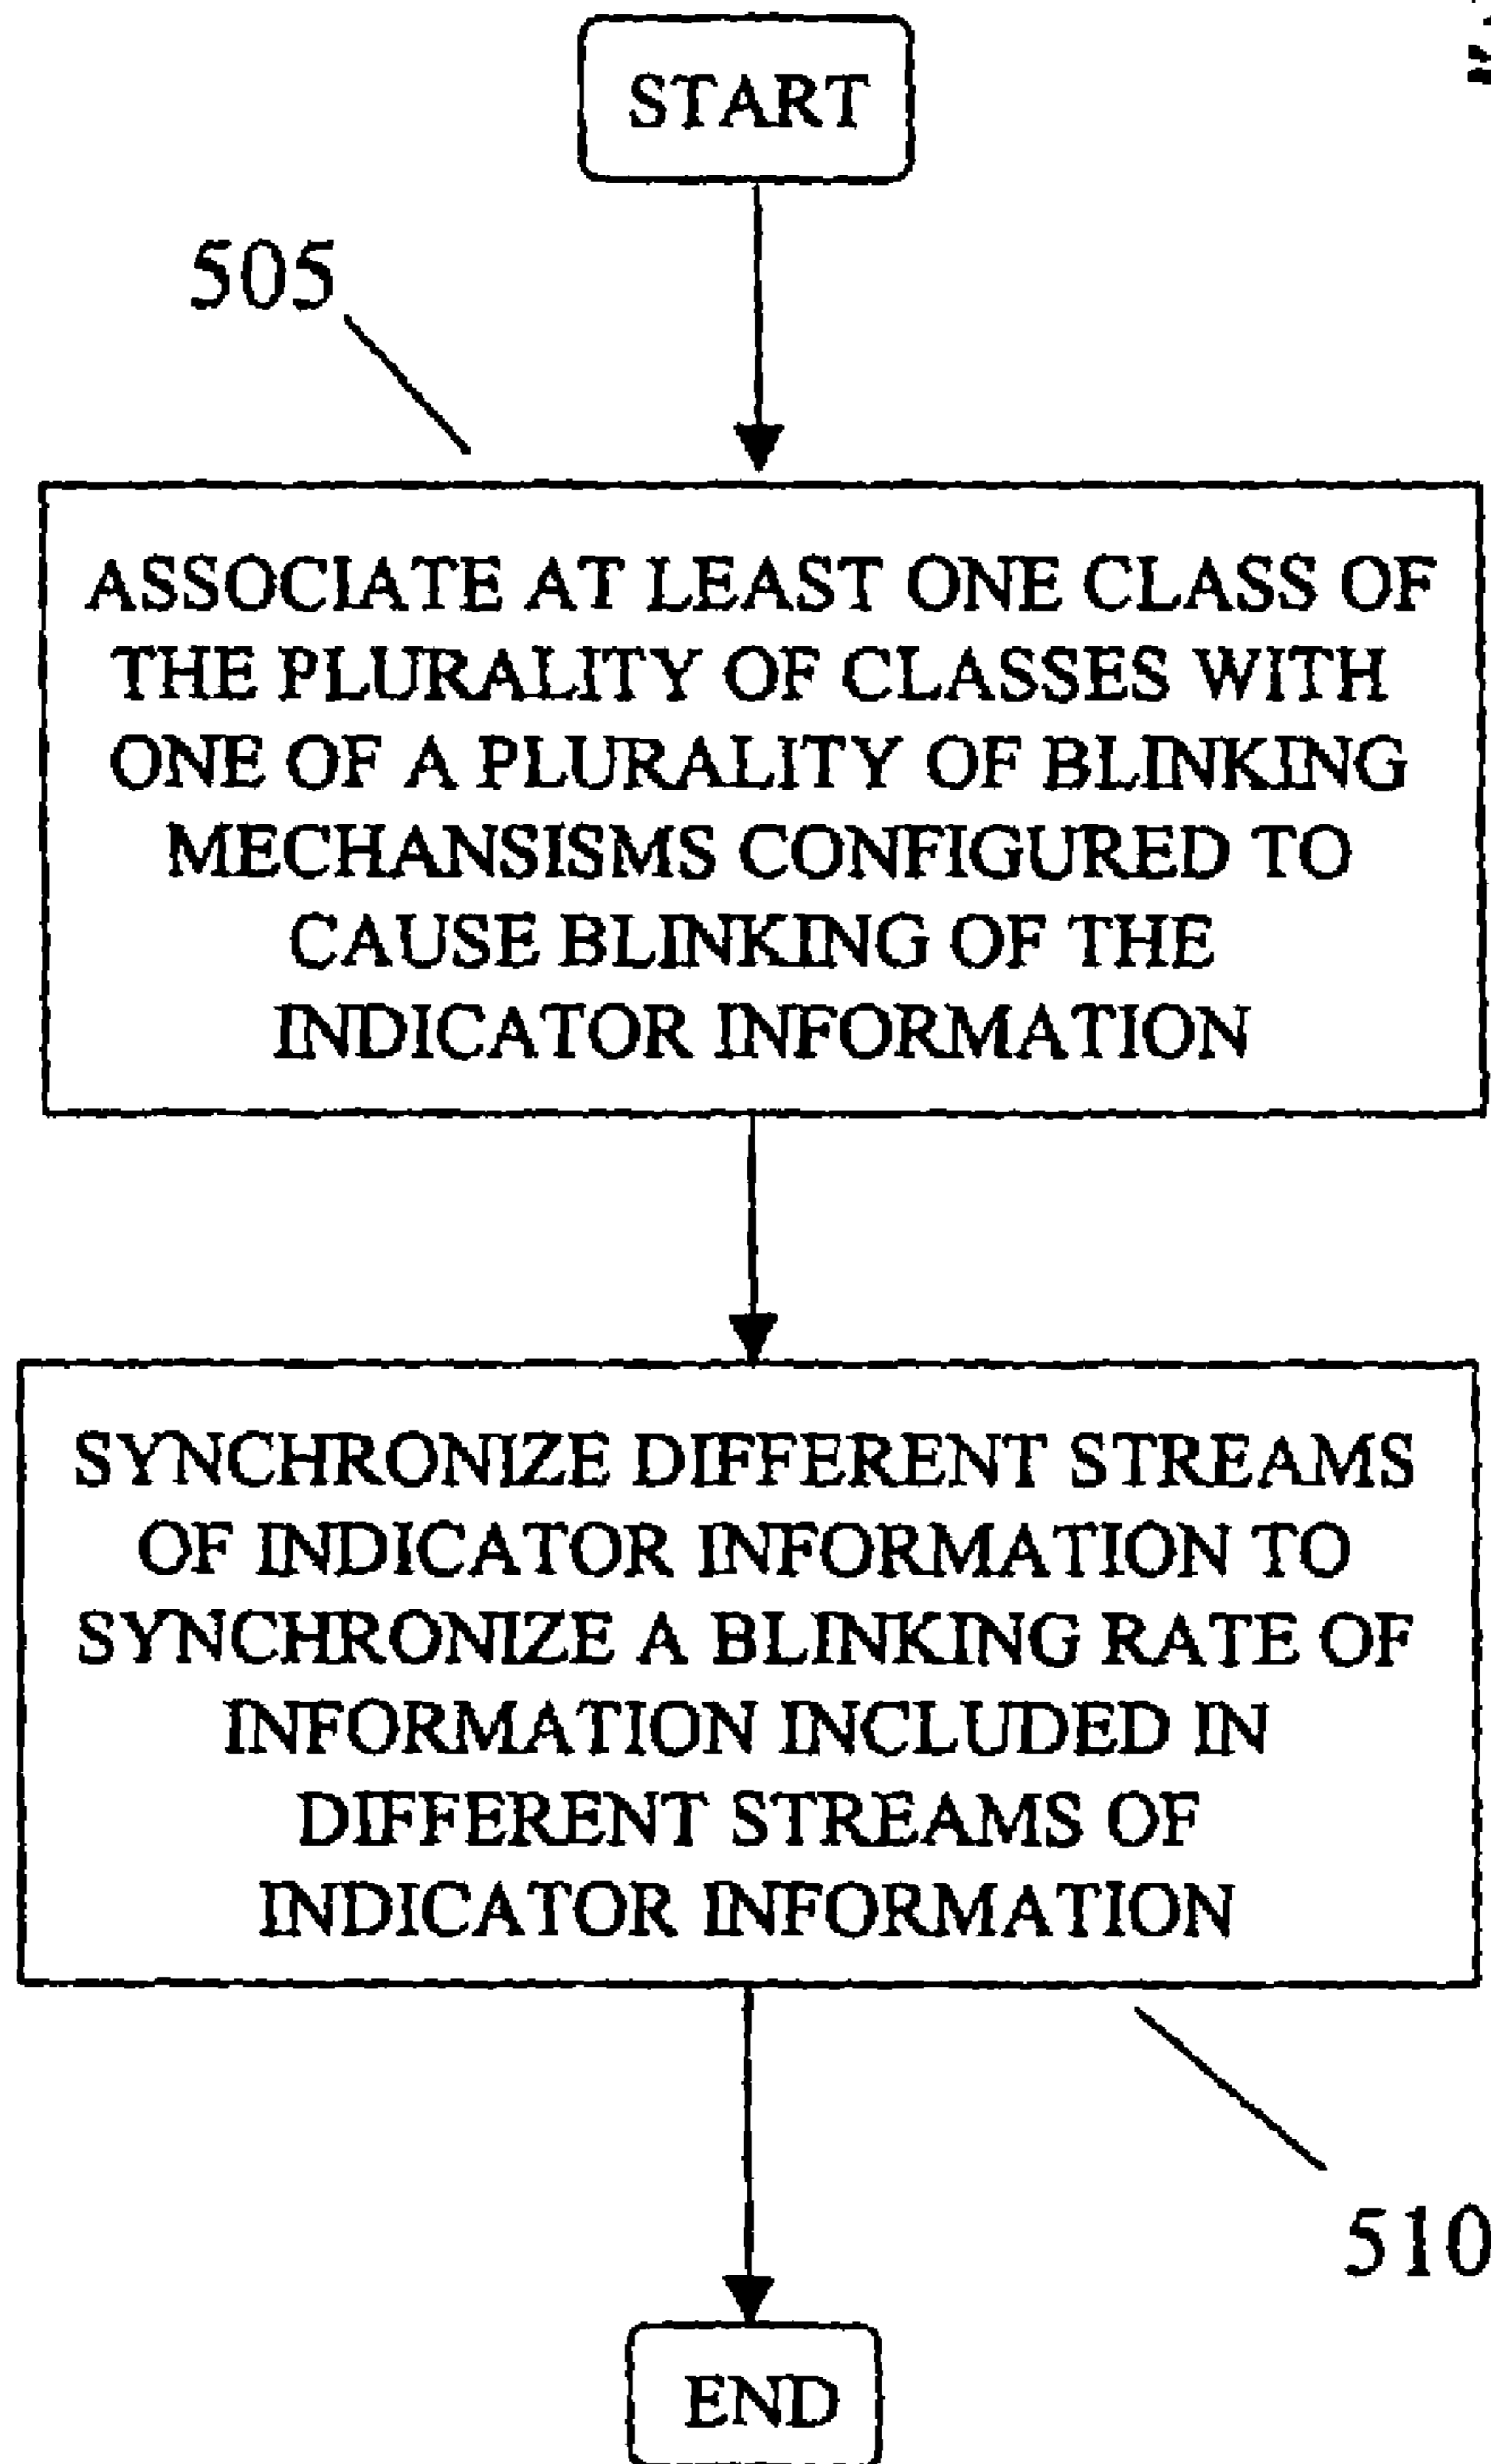 START
505
ASSOCIATE AT LEAST ONE CLASS OF
THE PLURALITY OF CLASSES WITH
ONE OF A PLURALITY OF BLINKING
MECHANSISMS CONFIGURED TO
CAUSE BLINKING OF THE
INDICATOR INFORMATION
SYNCHRONIZE DIFFERENT STREAMS
OF INDICATOR INFORMATION TO
SYNCHRONIZE A BLINKING RATE OF
INFORMATION INCLUDED IN
DIFFERENT STREAMS OF
INDICATOR INFORMATION
510
END